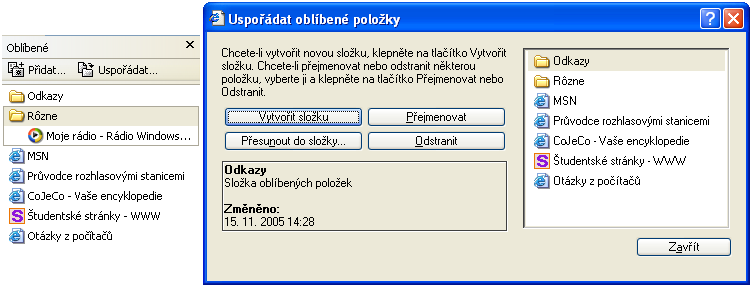 Oblíbené
Přidat... Uspořádat...
Odkazy
Rôzne
Moje rádio - Rádio Windows...
MSN
Průvodce rozhlasovými stanicemi
CoJeCo - Vaše encyklopedie
Študentské stránky - WWW
Otázky z počítačů
Uspořádat oblíbené položky
Chcete-li vytvořit novou složku, klepněte na tlačítko Vytvořit
složku. Chcete-li přejmenovat nebo odstranit některou
položku, vyberte ji a klepněte na tlačítko Přejmenovat nebo
Odstranit.
Vytvořit složku Přejmenovat
Přesunout do složky... Odstranit
Odkazy
Složka oblíbených položek
Změněno:
15. 11. 2005 14:28
Odkazy
Rôzne
MSN
Průvodce rozhlasovými stanicemi
CoJeCo - Vaše encyklopedie
Študentské stránky - WWW
Otázky z počítačů
Zavřít